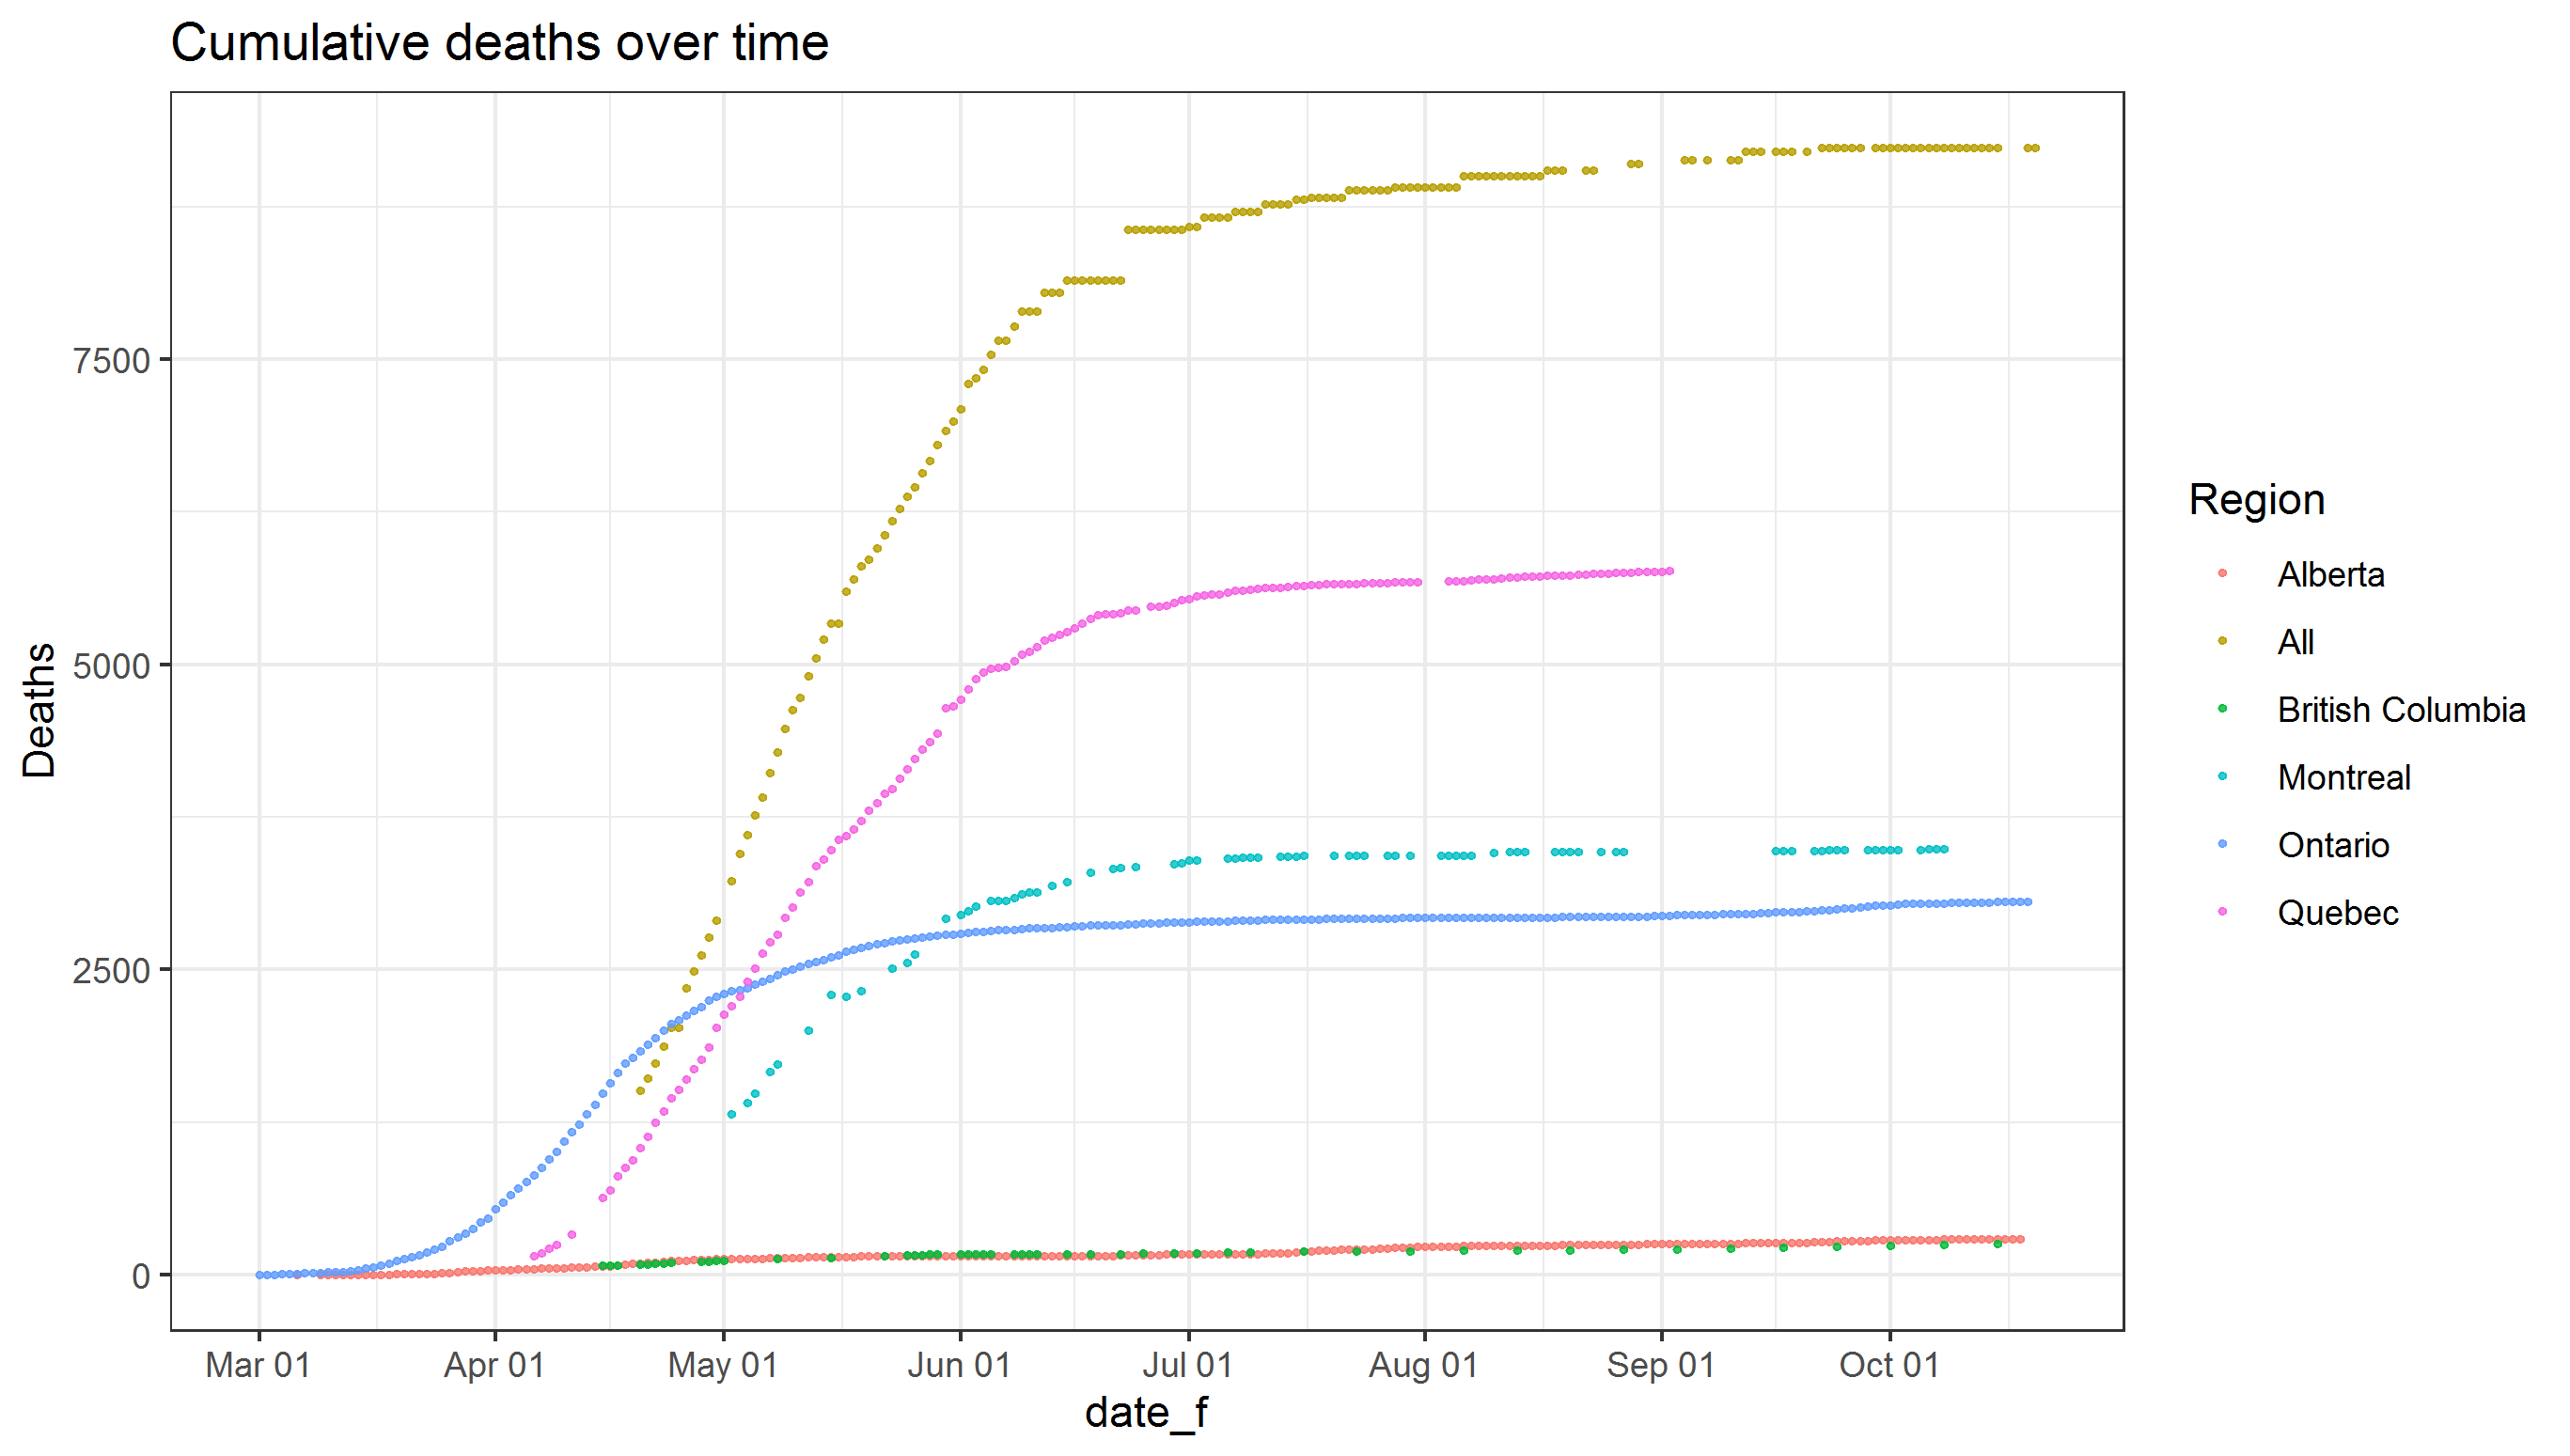 Cumulative deaths over time
Deaths
7500
5000
2500
0
Mar 01 Apr 01 May 01 Jun 01 Jul 01 Aug 01 Sep 01 Oct 01
date_f
Region
Alberta
All
British Columbia
Montreal
Ontario
Quebec